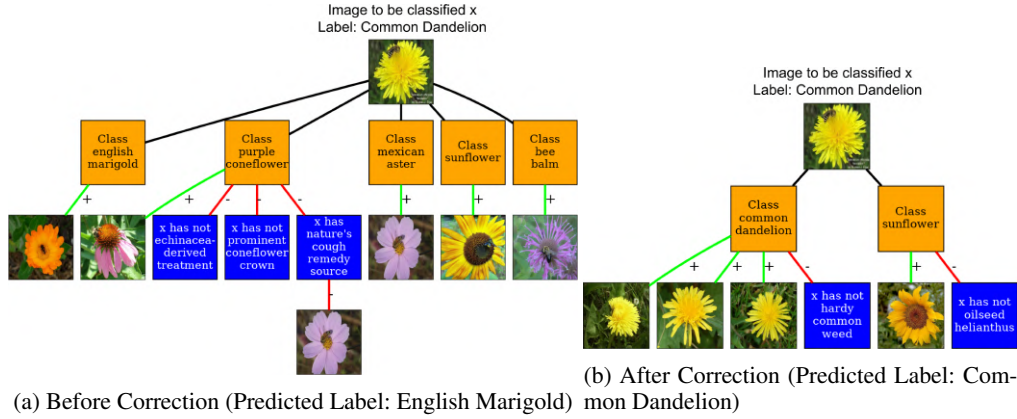 Image to be classified x
Label: Common Dandelion
Class
english
marigold
Class
purple
coneflower
Class
mexican
aster
Class
sunflower
Class
bee
balm
+
+
-
-
-
+
+
+
x has not
echinacea-
derived
treatment
x has not
prominent
coneflower
crown
x has
nature's
cough
remedy
source
-
(a) Before Correction (Predicted Label: English Marigold)
Image to be classified x
Label: Common Dandelion
Class
common
dandelion
Class
sunflower
+
+
+
-
+
-
x has not
hardy
common
weed
x has not
oilseed
helianthus
(b) After Correction (Predicted Label: Com-
mon Dandelion)